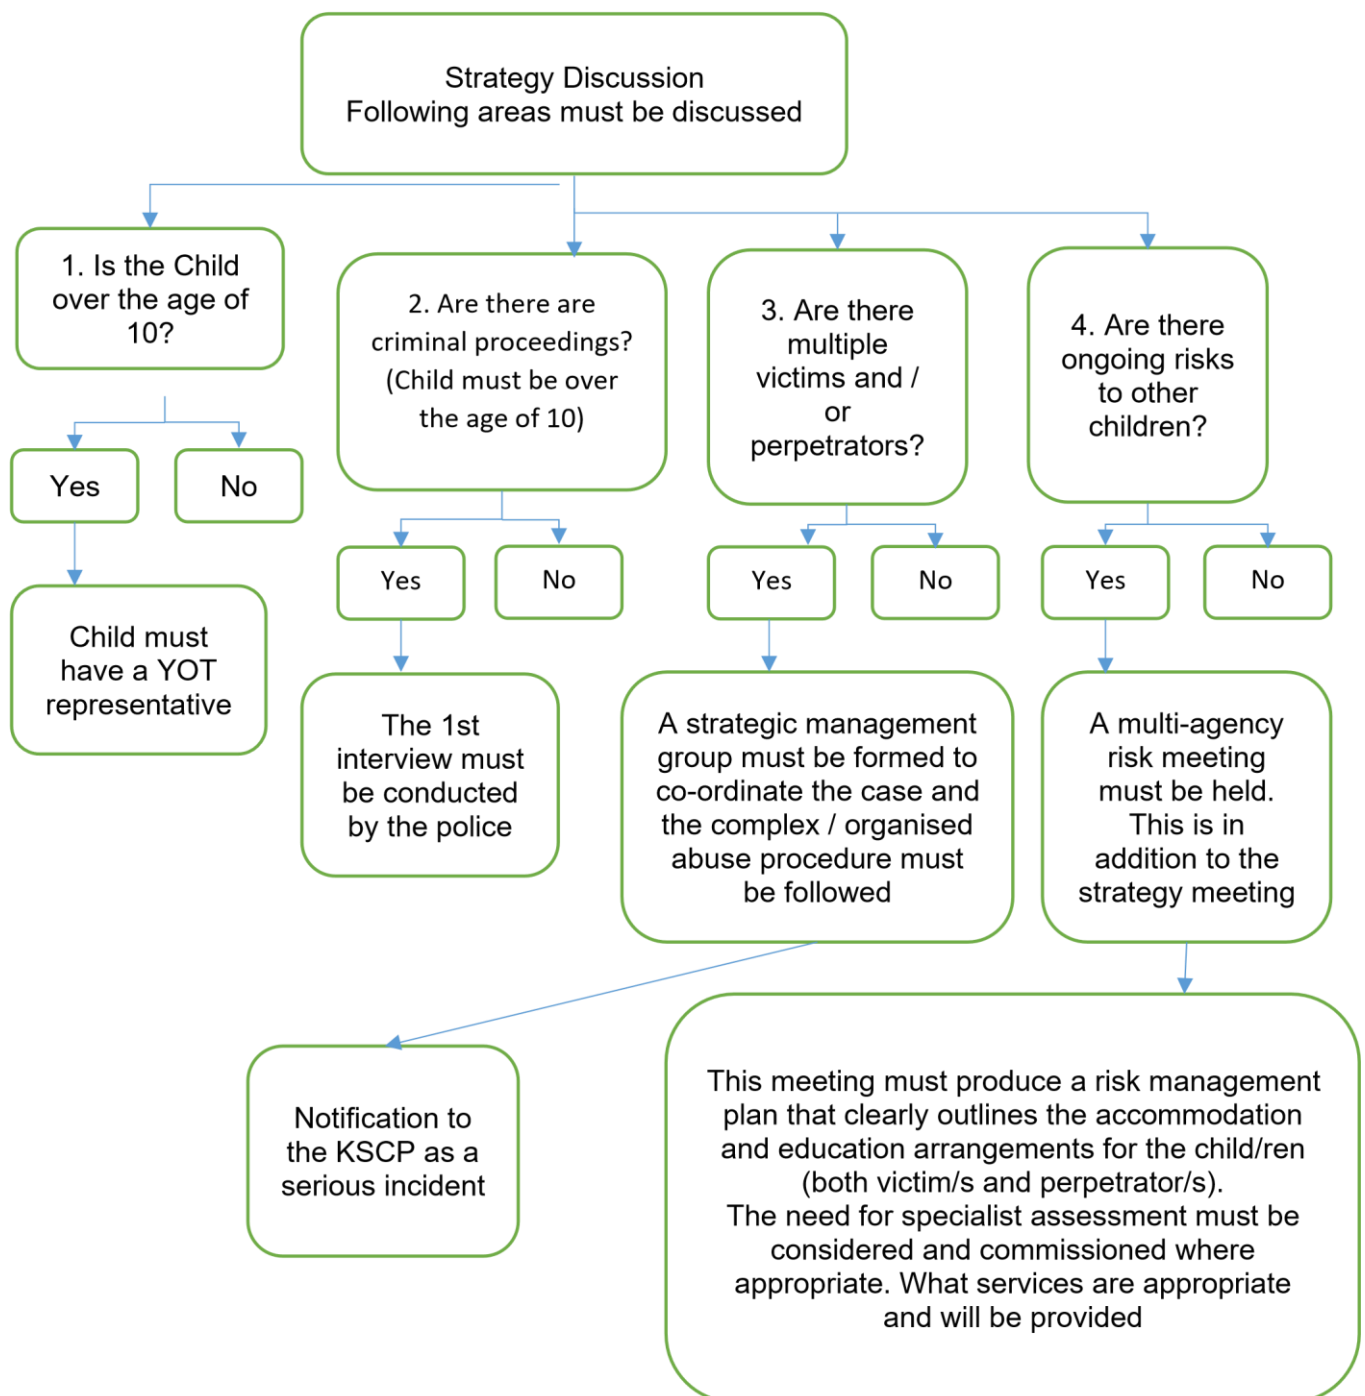 Strategy Discussion
Following areas must be discussed
1. Is the Child
over the age of
10?
2. Are there are
criminal proceedings?
(Child must be over
the age of 10)
3. Are there
multiple
victims and /
or
perpetrators?
4. Are there
ongoing risks
to other
children?
Yes
No
Yes
No
Yes
No
Yes
No
Child must
have a YOT
representative
The 1st
interview must
be conducted
by the police
A strategic management
group must be formed to
co-ordinate the case and
the complex / organised
abuse procedure must
be followed
A multi-agency
risk meeting
must be held.
This is in
addition to the
strategy meeting
Notification to
the KSCP as a
serious incident
This meeting must produce a risk management
plan that clearly outlines the accommodation
and education arrangements for the child/ren
(both victim/s and perpetrator/s).
The need for specialist assessment must be
considered and commissioned where
appropriate. What services are appropriate
and will be provided